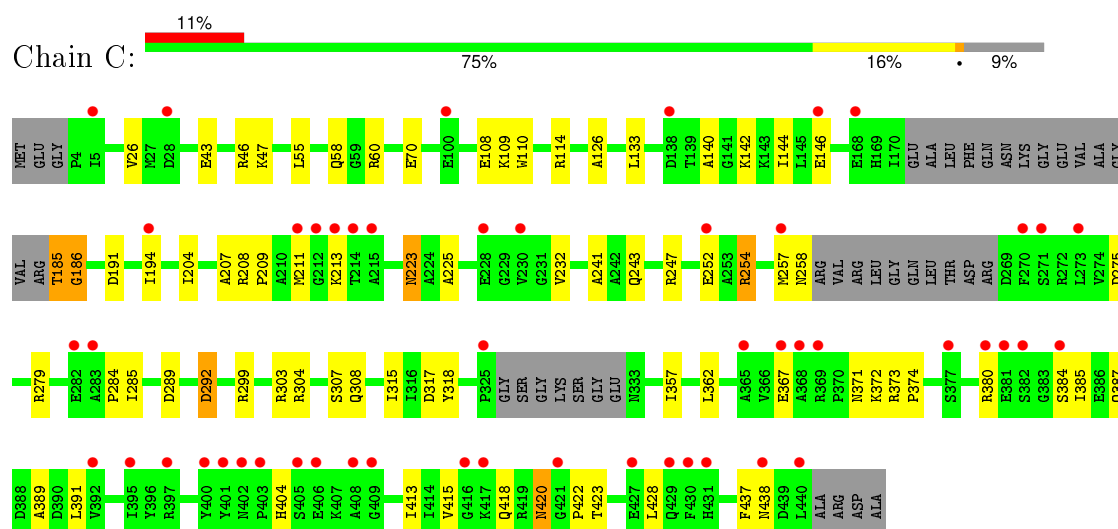 11%
Chain C:
75% 16% • 9%
MET GLU GLY P4 I5 V26 M27 D28 E43 R46 K47 L55 Q58 G59 R60 E70 E100 E108 K109 W110 R114 A126 L133 D138 T139 A140 G141 K142 K143 I144 L145 E146 E168 H169 I170 GLU ALA LEU PHE GLN ASN LYS GLY GLU VAL ALA GLY
VAL ARG T185 G186 D191 I194 I204 A207 R208 P209 A210 M211 G212 K213 T214 A215 N223 A224 A225 E228 G229 V230 G231 V232 A241 A242 Q243 R247 E252 A253 R254 M257 N258 ARG VAL ARG LEU GLY GLN LEU THR ASP ARG D269 F270 S271 R272 L273 V274 D275
R279 E282 A283 P284 I285 D289 D292 R299 R303 R304 S307 Q308 I315 I316 D317 Y318 P325 GLY SER GLY LYS SER GLY GLU N333 I357 L362 A365 V366 E367 A368 R369 P370 N371 K372 R373 P374 S377 R380 E381 S382 G383 S384 I385 E386 Q387
D388 A389 D390 L391 V392 I395 Y396 R397 Y400 Y401 N402 P403 H404 S405 E406 K407 A408 G409 I413 I414 V415 G416 K417 Q418 R419 N420 G421 P422 T423 E427 L428 Q429 F430 H431 F437 N438 D439 L440 ALA ARG ASP ALA